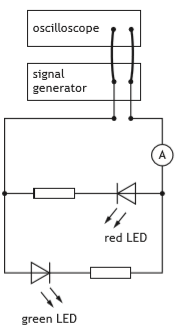 oscilloscope
signal
generator
A
red LED
green LED